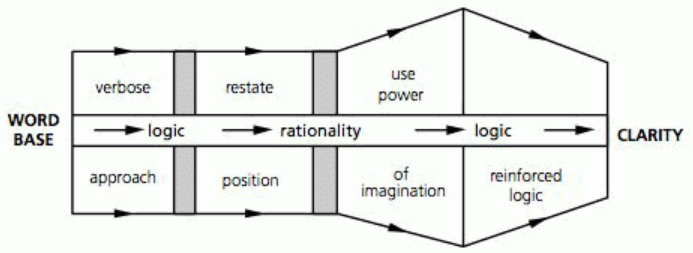 verbose
restate
use
power
WORD
BASE
logic
rationality
logic
CLARITY
approach
position
of
imagination
reinforced
logic